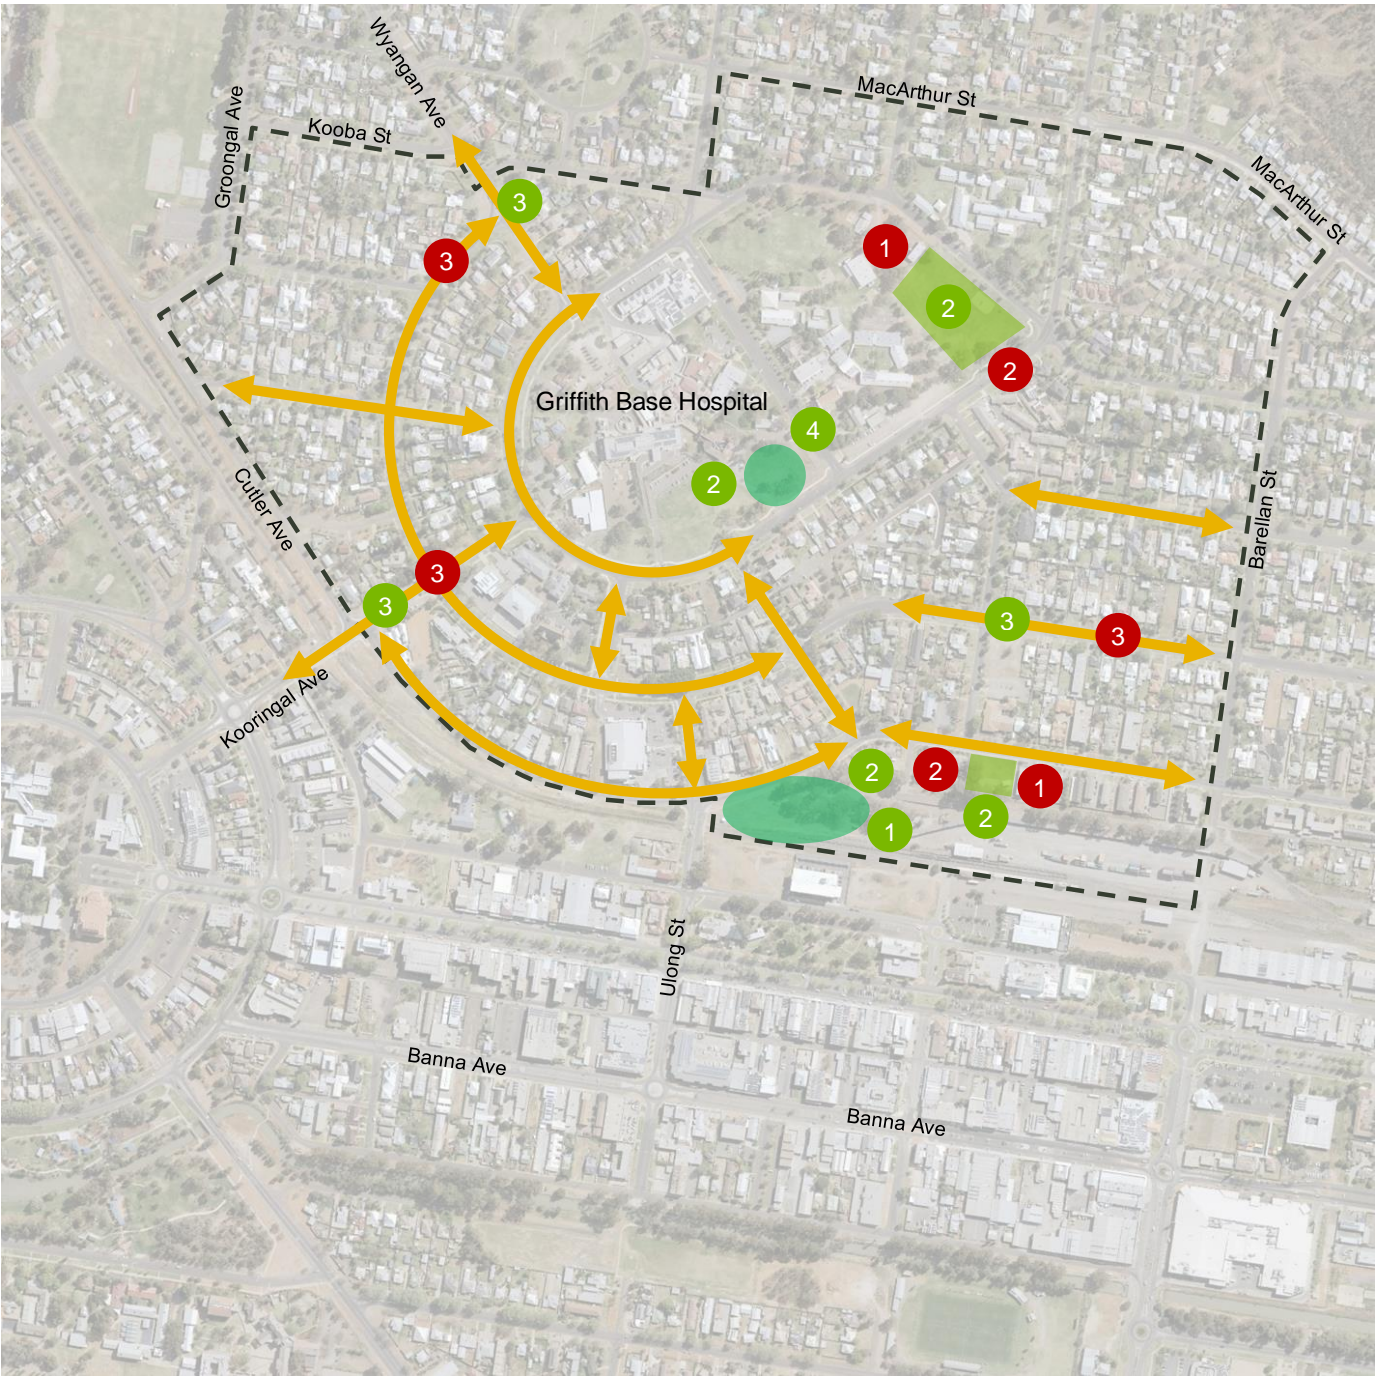 Wyangan Ave
MacArthur St
Groongal Ave
Kooba St
MacArthur St
3
1
3
2
2
Griffith Base Hospital
4
2
Cutler Ave
Barellan St
3
3
3
3
Kooringal Ave
2
2
1
2
1
Ulong St
Banna Ave
Banna Ave